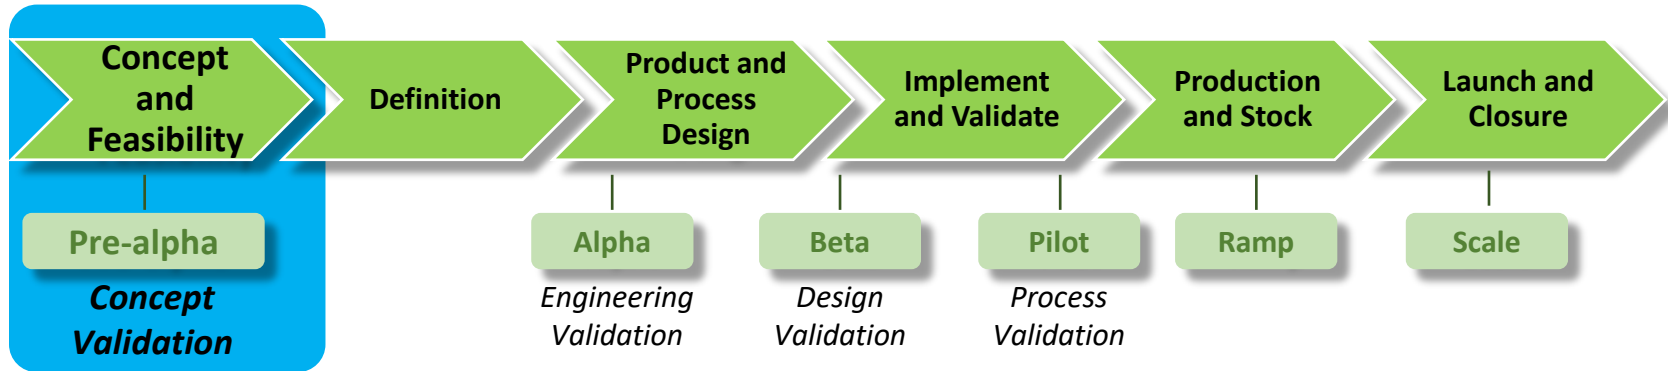 Concept
and
Feasibility
Definition
Product and
Process
Design
Implement
and Validate
Production
and Stock
Launch and
Closure
Pre-alpha
Alpha
Beta
Pilot
Ramp
Scale
Concept
Validation
Engineering
Validation
Design
Validation
Process
Validation